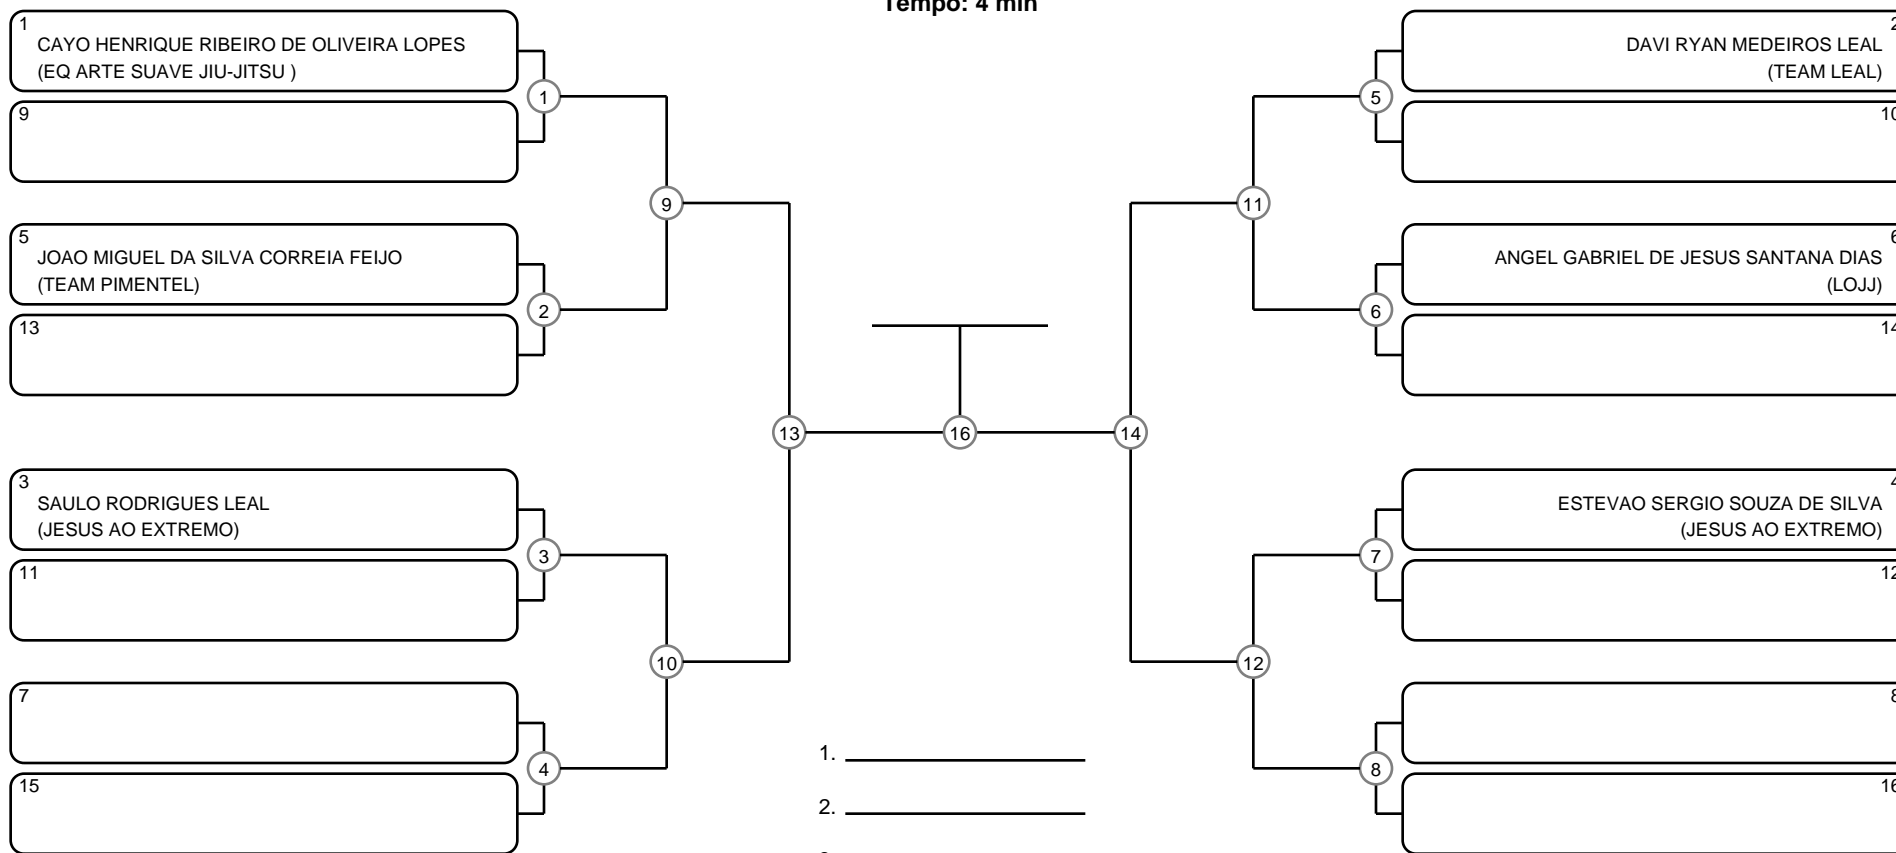 Tempo: 4 min
1
CAYO HENRIQUE RIBEIRO DE OLIVEIRA LOPES
(EQ ARTE SUAVE JIU-JITSU )
1
9
5
JOAO MIGUEL DA SILVA CORREIA FEIJO
(TEAM PIMENTEL)
2
13
9
3
SAULO RODRIGUES LEAL
(JESUS AO EXTREMO)
3
11
7
4
15
10
13
16
14
2
DAVI RYAN MEDEIROS LEAL
(TEAM LEAL)
5
10
11
6
ANGEL GABRIEL DE JESUS SANTANA DIAS
(LOJJ)
6
14
4
ESTEVAO SERGIO SOUZA DE SILVA
(JESUS AO EXTREMO)
7
12
12
8
8
16
1.
2.